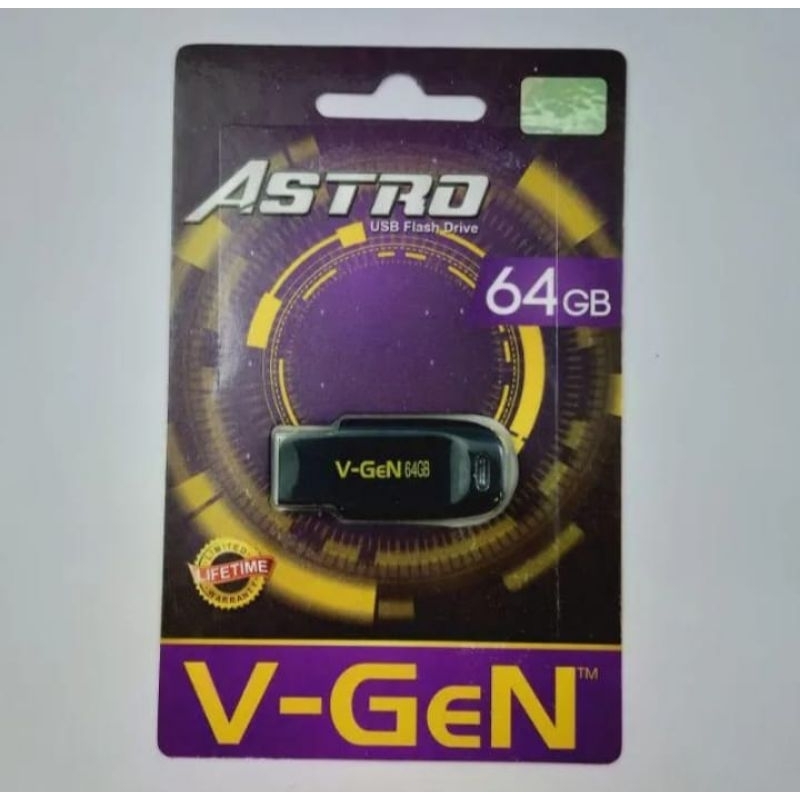 ASTRO
USB Flash Drive
64GB
V-GeN 64GB
LIMITED
LIFETIME
WARRANTY
V-GeN™